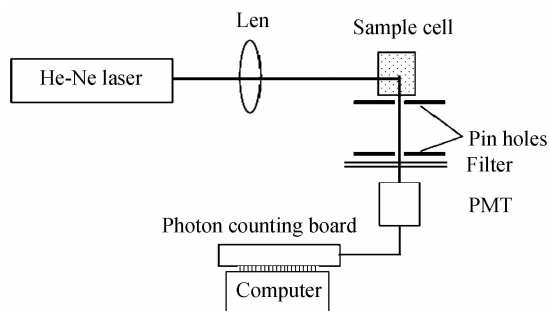 Len
Sample cell
He-Ne laser
Pin holes
Filter
PMT
Photon counting board
Computer